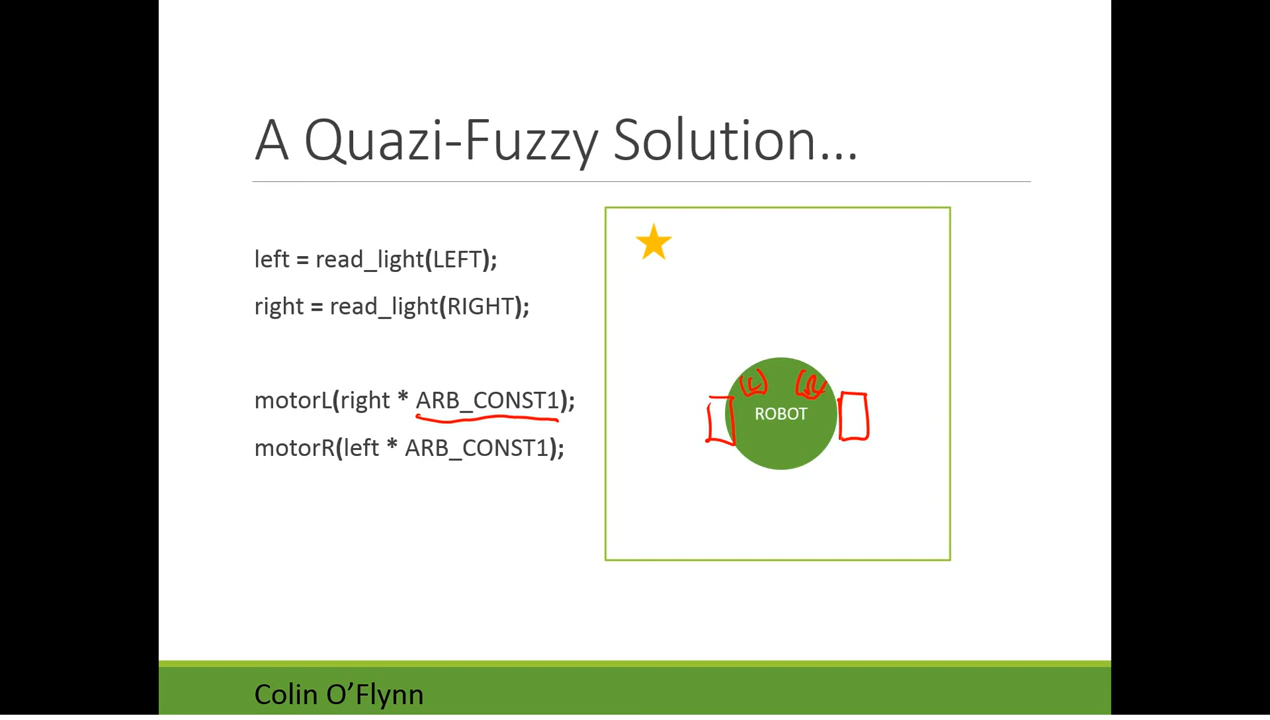 A Quazi-Fuzzy Solution...
left = read_light(LEFT);
right = read_light(RIGHT);
motorL(right * ARB_CONST1);
motorR(left * ARB_CONST1);
L R
ROBOT
Colin O’Flynn